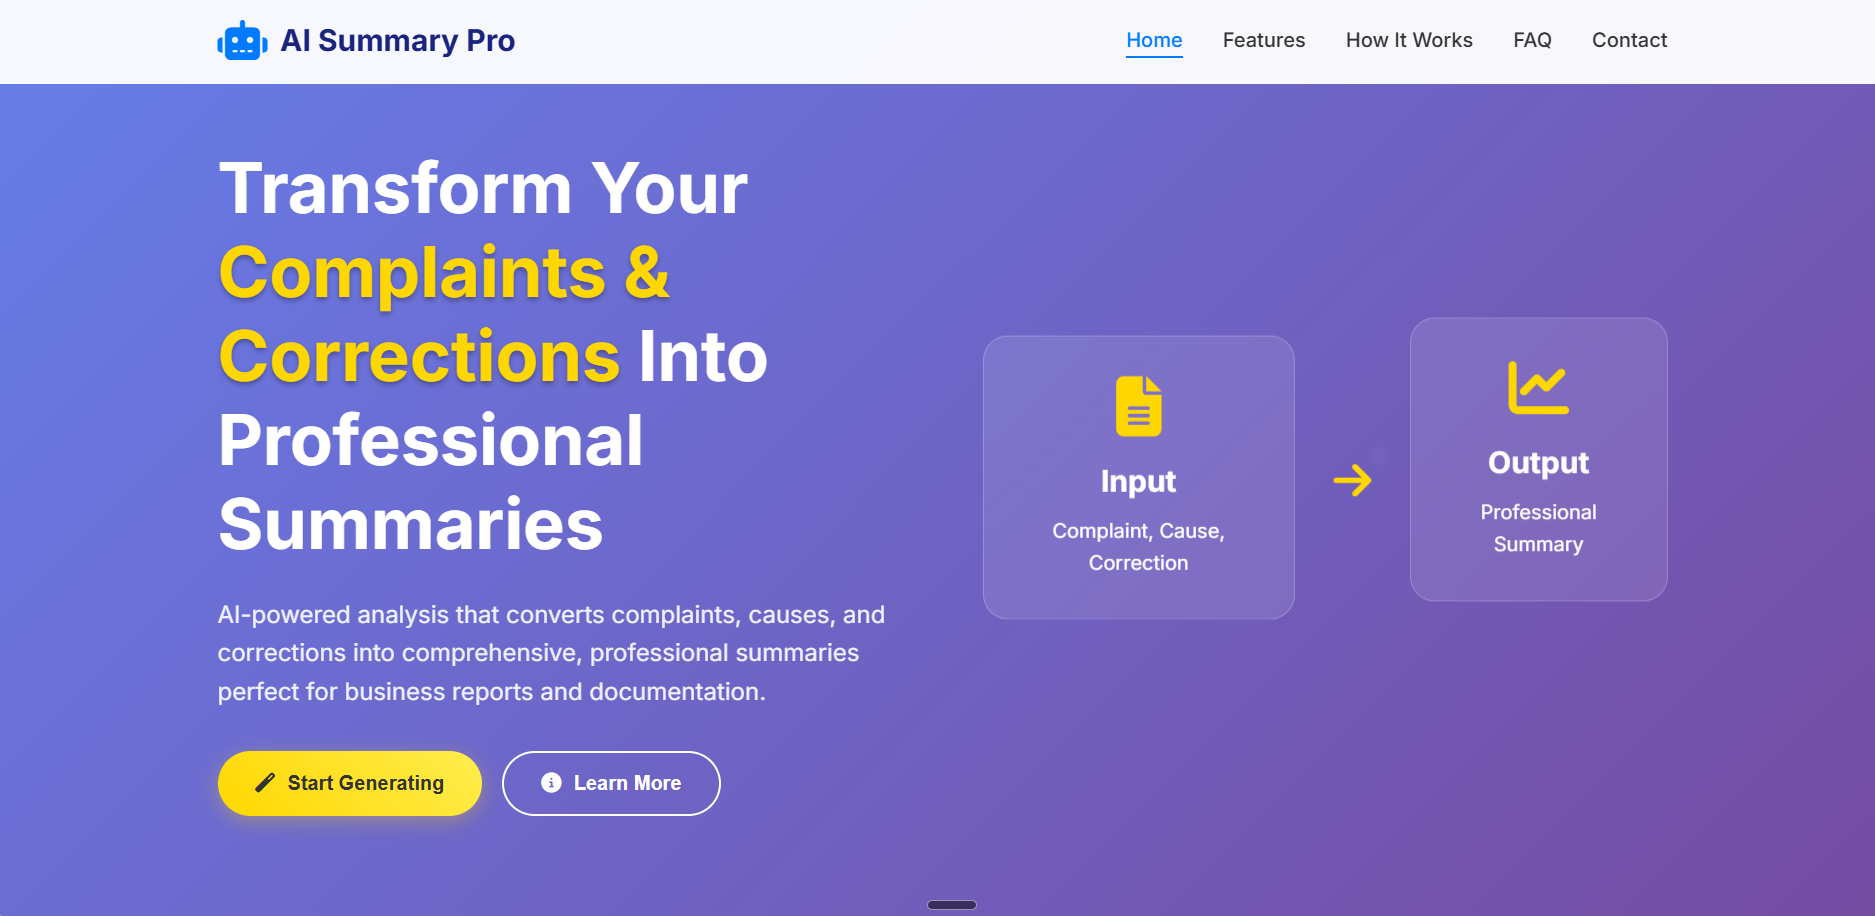 AI Summary Pro
Home
Features
How It Works
FAQ
Contact
Transform Your
Complaints &
Corrections Into
Professional
Summaries
AI-powered analysis that converts complaints, causes, and
corrections into comprehensive, professional summaries
perfect for business reports and documentation.
Start Generating
Learn More
Input
Complaint, Cause,
Correction
Output
Professional
Summary